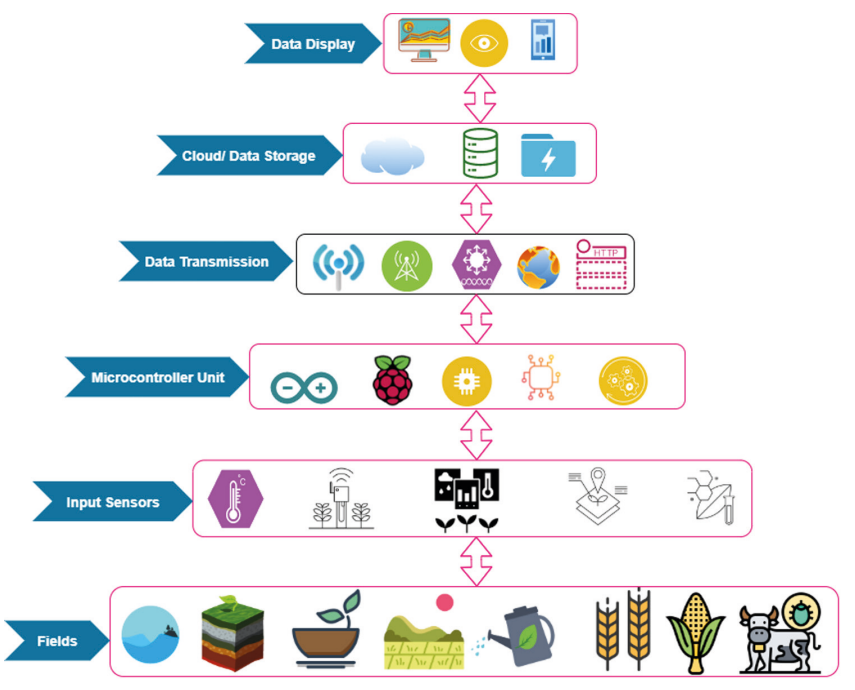 Data Display
Cloud/ Data Storage
Data Transmission
HTTP
Microcontroller Unit
Input Sensors
°C
Fields